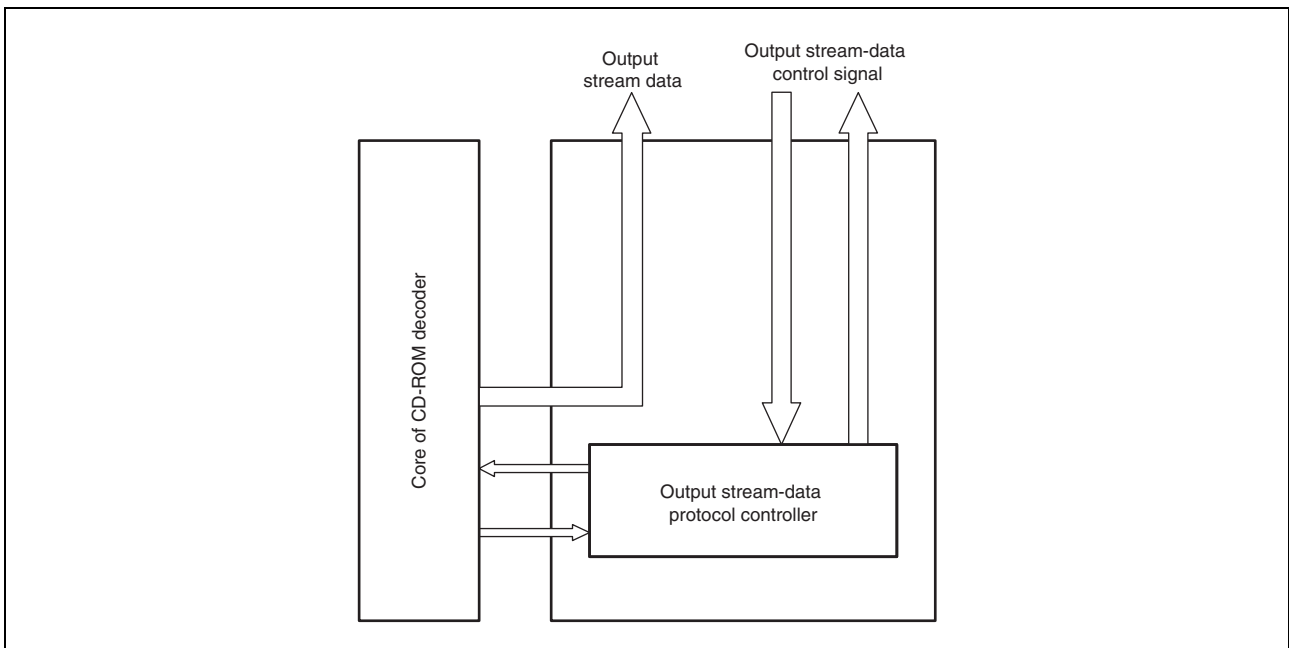 Output
stream data
Output stream-data
control signal
Core of CD-ROM decoder
Output stream-data
protocol controller